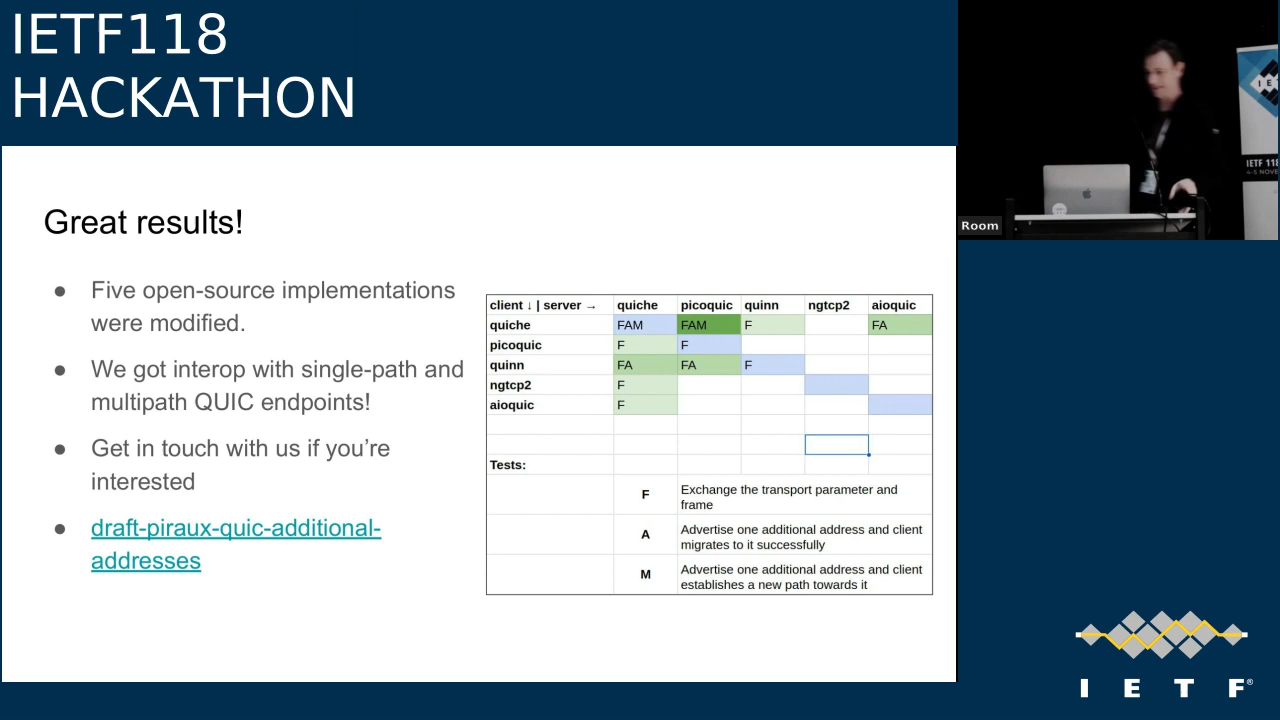 IETF118
HACKATHON
Great results!
● Five open-source implementations
were modified.
● We got interop with single-path and
multipath QUIC endpoints!
● Get in touch with us if you’re
interested
● draft-piraux-quic-additional-
addresses
client ↓ | server → quiche picoquic quinn ngtcp2 aioquic
quiche FAM FAM F FA
picoquic F F
quinn FA FA F
ngtcp2 F
aioquic F
Tests:
F Exchange the transport parameter and
frame
A Advertise one additional address and client
migrates to it successfully
M Advertise one additional address and client
establishes a new path towards it
Room
IETF 118
I E T F®